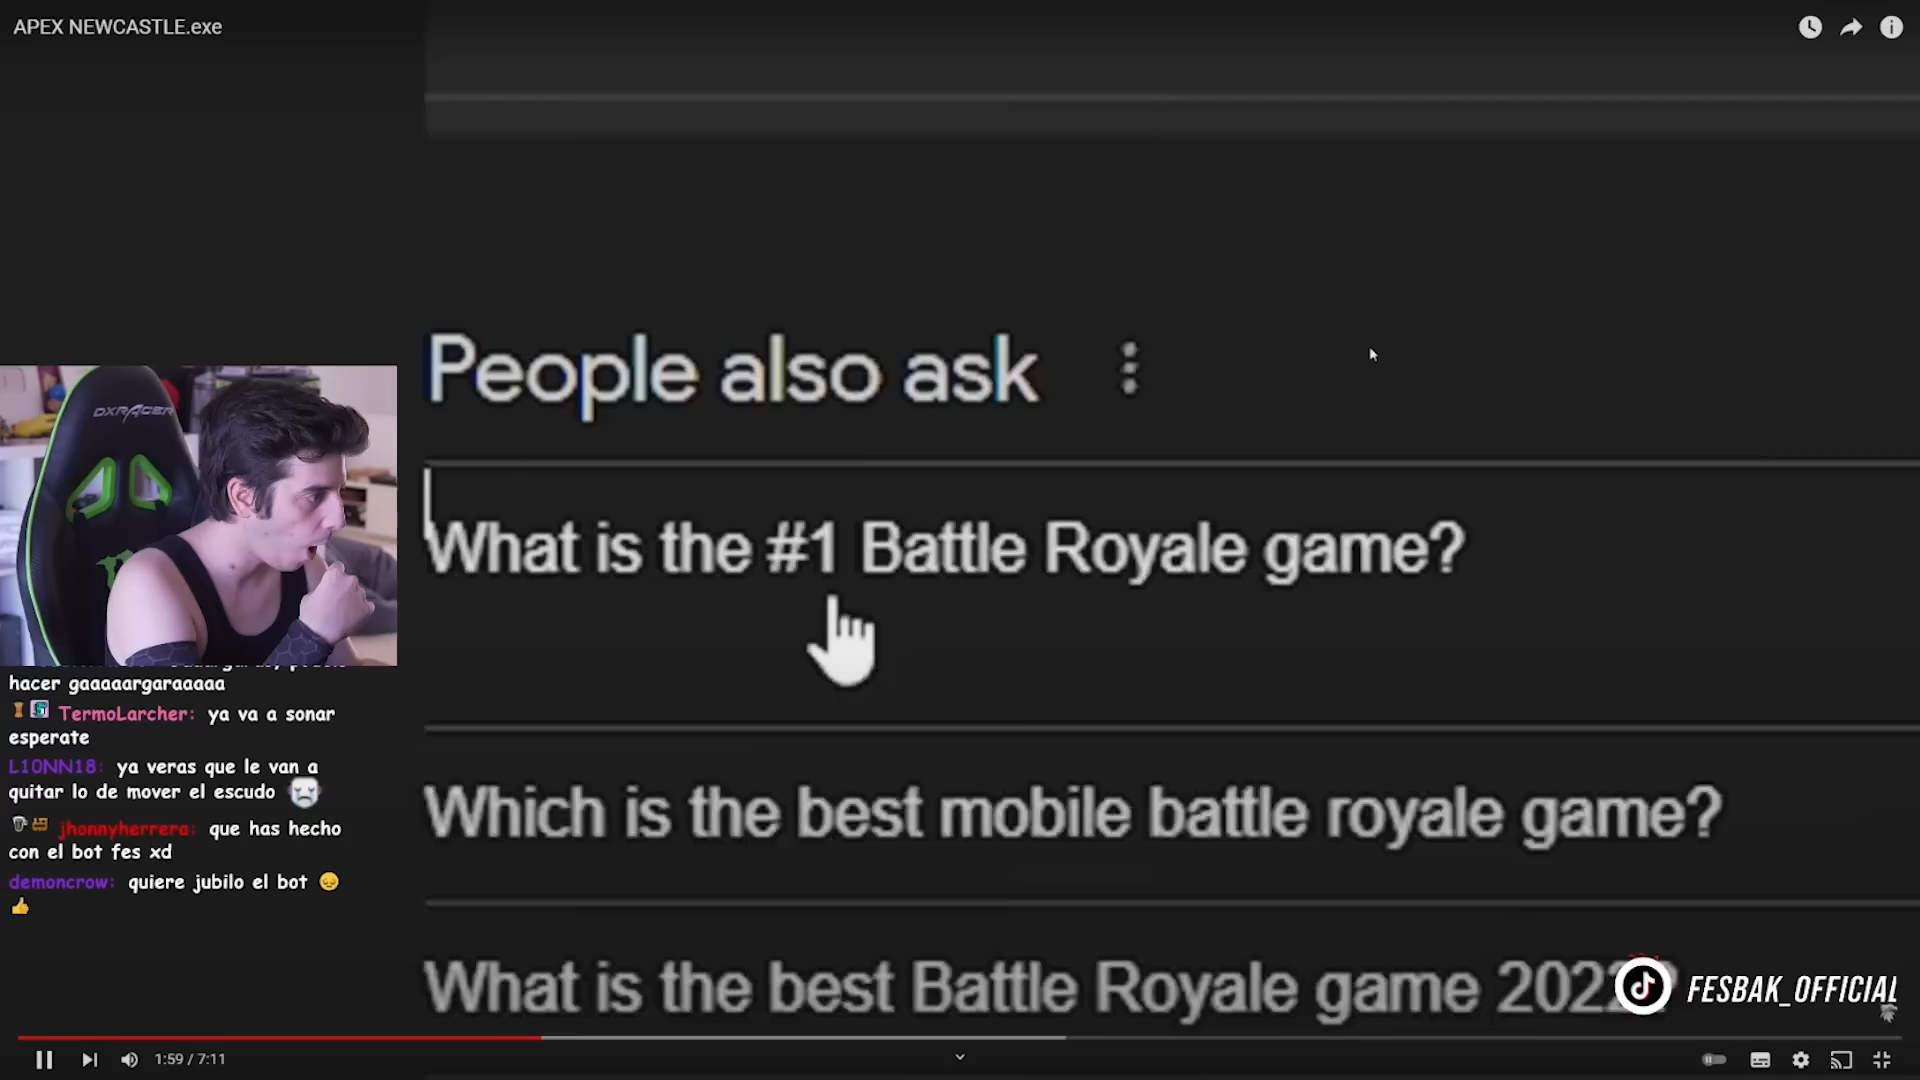 APEX NEWCASTLE.exe
People also ask
What is the #1 Battle Royale game?
Which is the best mobile battle royale game?
What is the best Battle Royale game 2022?
DXRACER
hacer gaaaaargaraaaaa
TermoLarcher: ya va a sonar
esperate
L10NN18: ya veras que le van a
quitar lo de mover el escudo
jhonnyherrera: que has hecho
con el bot fes xd
demoncrow: quiere jubilo el bot
FESBAK_OFFICIAL
1:59 / 7:11